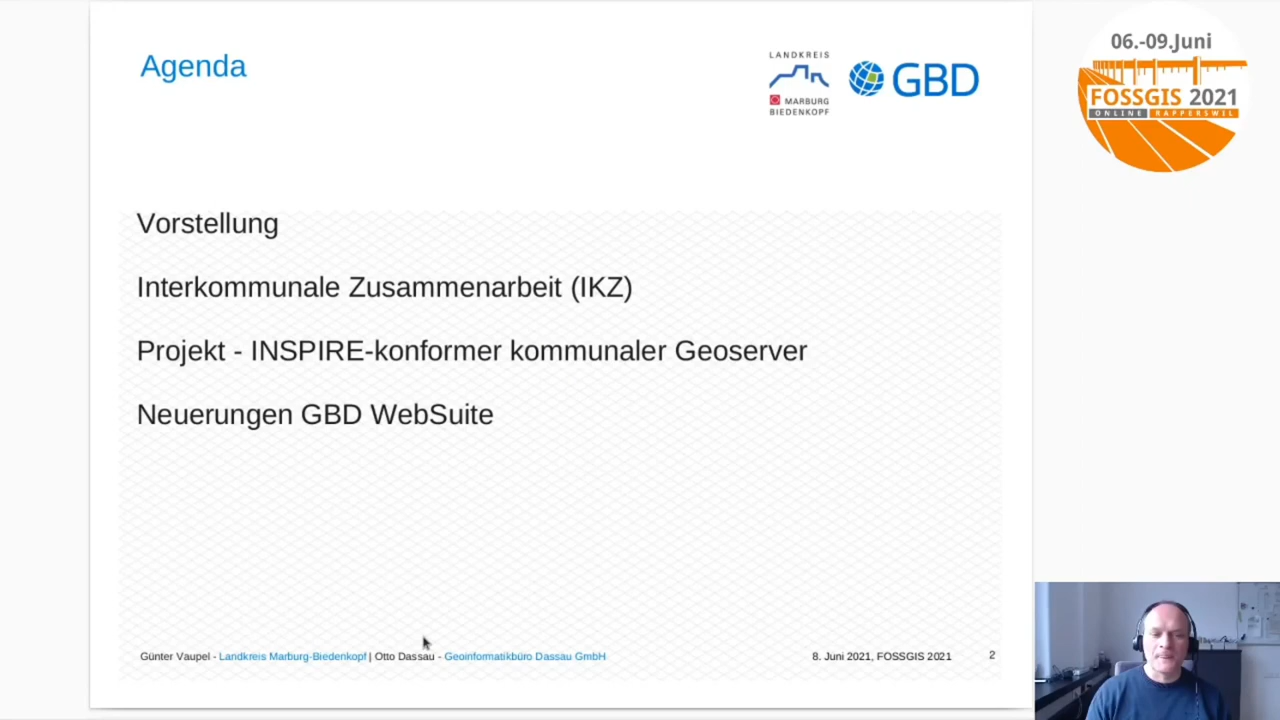 Agenda
LANDKREIS
MARBURG
BIEDENKOPF
GBD
06.-09.Juni
FOSSGIS 2021
ONLINE RAPPERSWIL
Vorstellung
Interkommunale Zusammenarbeit (IKZ)
Projekt - INSPIRE-konformer kommunaler Geoserver
Neuerungen GBD WebSuite
Günter Vaupel - Landkreis Marburg-Biedenkopf | Otto Dassau - Geoinformatikbüro Dassau GmbH
8. Juni 2021, FOSSGIS 2021
2